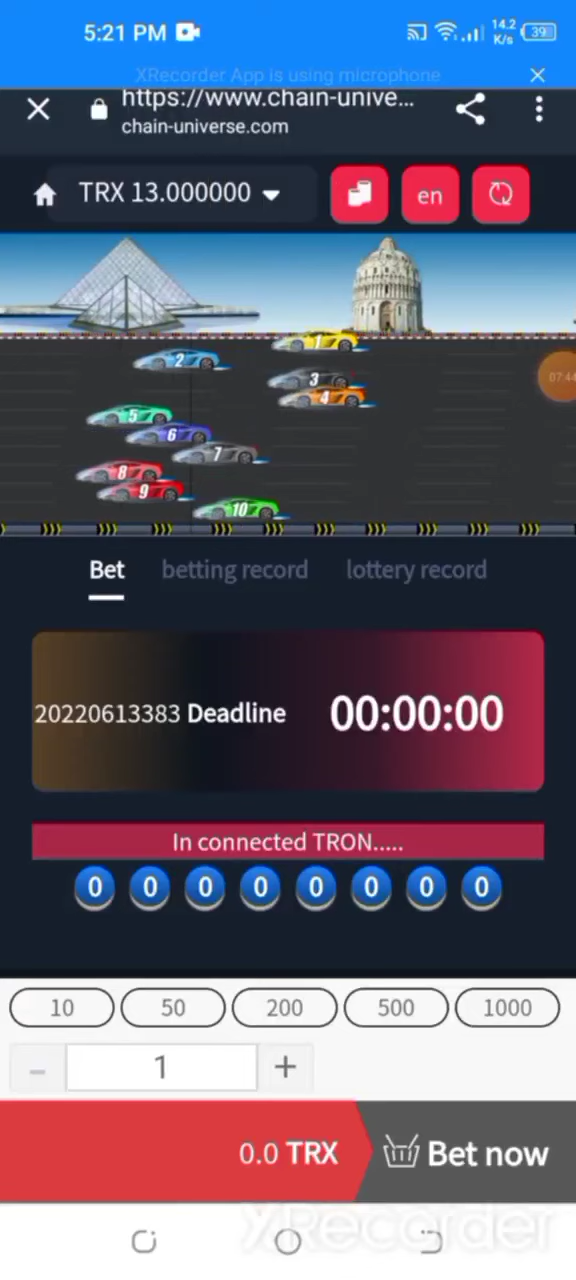 5:21 PM
14.2
K/s
39
XRecorder App is using microphone
https://www.chain-unive...
chain-universe.com
TRX 13.000000
en
1
2
3
4
07:44
5
6
7
8
9
10
Bet betting record lottery record
20220613383 Deadline 00:00:00
In connected TRON.....
0 0 0 0 0 0 0 0
10 50 200 500 1000
- 1 +
0.0 TRX Bet now
XRecorder